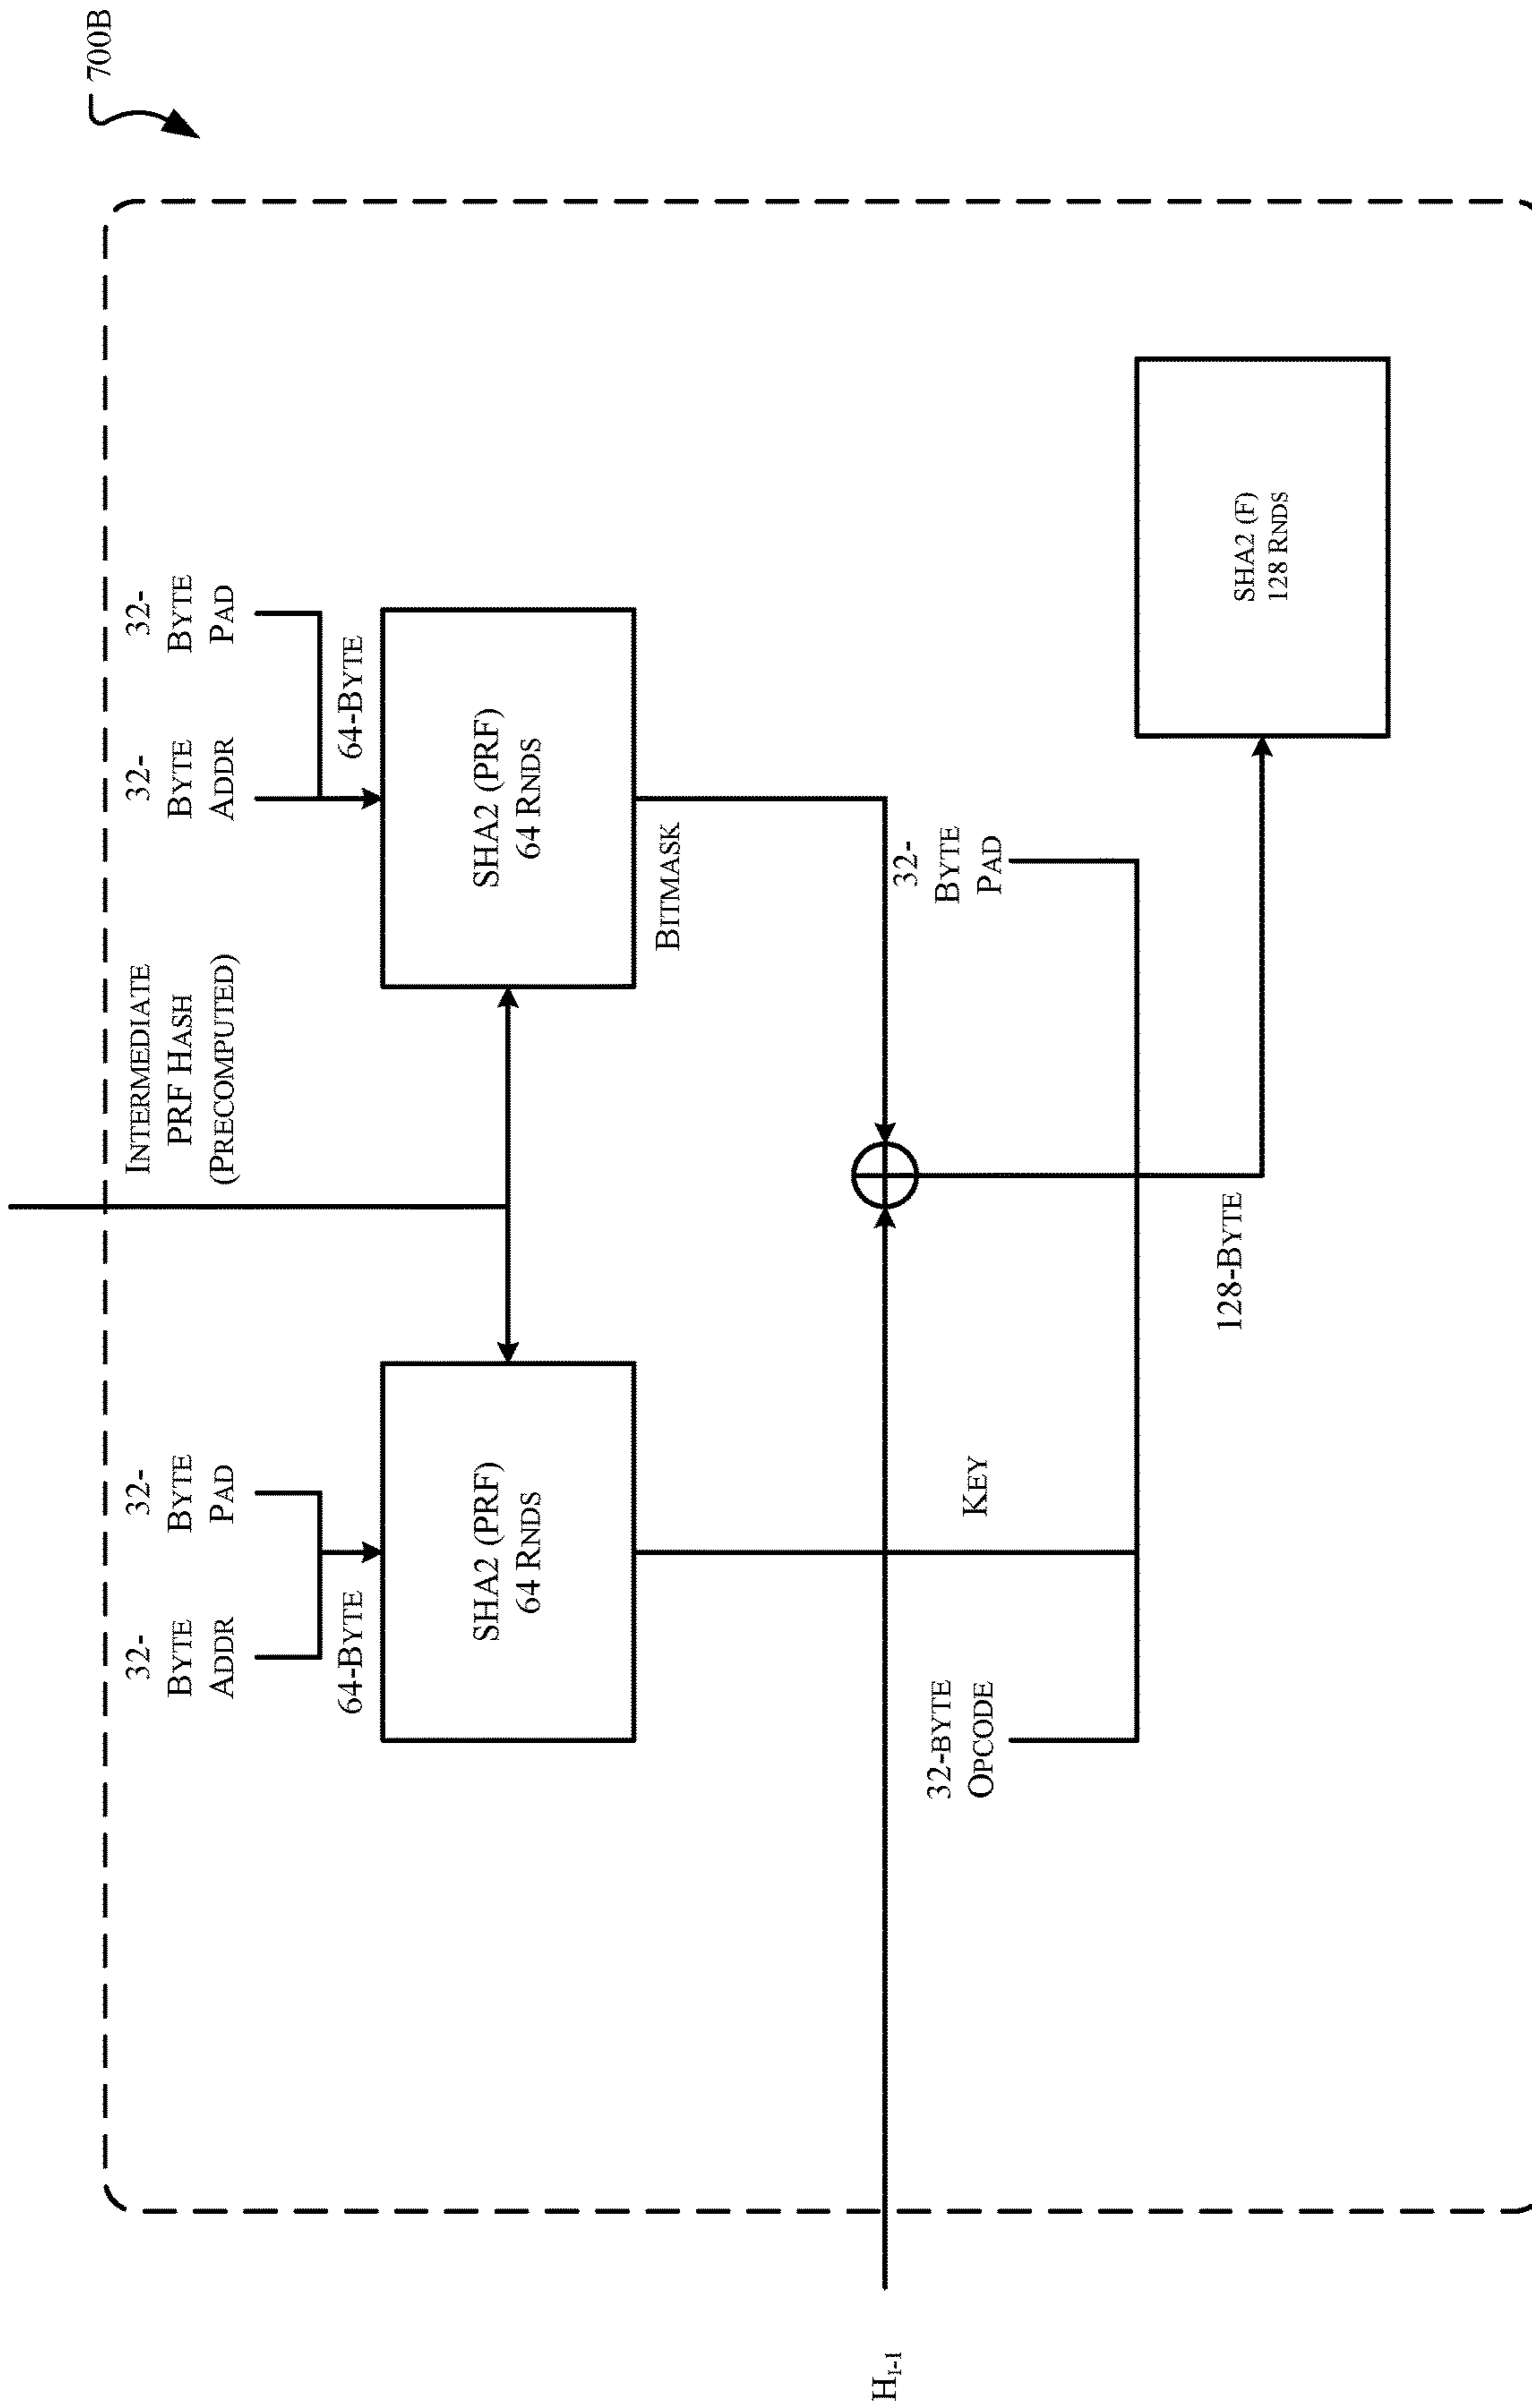 700B
32-
BYTE
ADDR
32-
BYTE
PAD
64-BYTE
INTERMEDIATE
PRF HASH
(PRECOMPUTED)
32-
BYTE
ADDR
32-
BYTE
PAD
64-BYTE
SHA2 (PRF)
64 RNDS
SHA2 (PRF)
64 RNDS
BITMASK
H_{I-1}
32-BYTE
OPCODE
KEY
32-
BYTE
PAD
128-BYTE
SHA2 (F)
128 RNDS